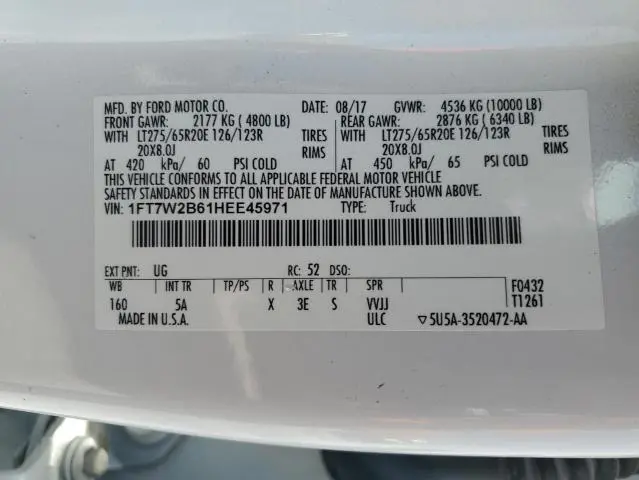 MFD. BY FORD MOTOR CO. DATE: 08/17 GVWR: 4536 KG (10000 LB)
FRONT GAWR: 2177 KG ( 4800 LB) REAR GAWR: 2876 KG ( 6340 LB)
WITH LT275/65R20E 126/123R TIRES WITH LT275/65R20E 126/123R TIRES
20X8.0J RIMS 20X8.0J RIMS
AT 420 kPa/ 60 PSI COLD AT 450 kPa/ 65 PSI COLD
THIS VEHICLE CONFORMS TO ALL APPLICABLE FEDERAL MOTOR VEHICLE
SAFETY STANDARDS IN EFFECT ON THE DATE OF MANUFACTURE SHOWN ABOVE.
VIN: 1FT7W2B61HEE45971 TYPE: Truck
EXT PNT: UG RC: 52 DSO:
WB INT TR TP/PS R AXLE TR SPR F0432
160 5A X 3E S VVJJ T1261
MADE IN U.S.A. ULC ▽5U5A-3520472-AA